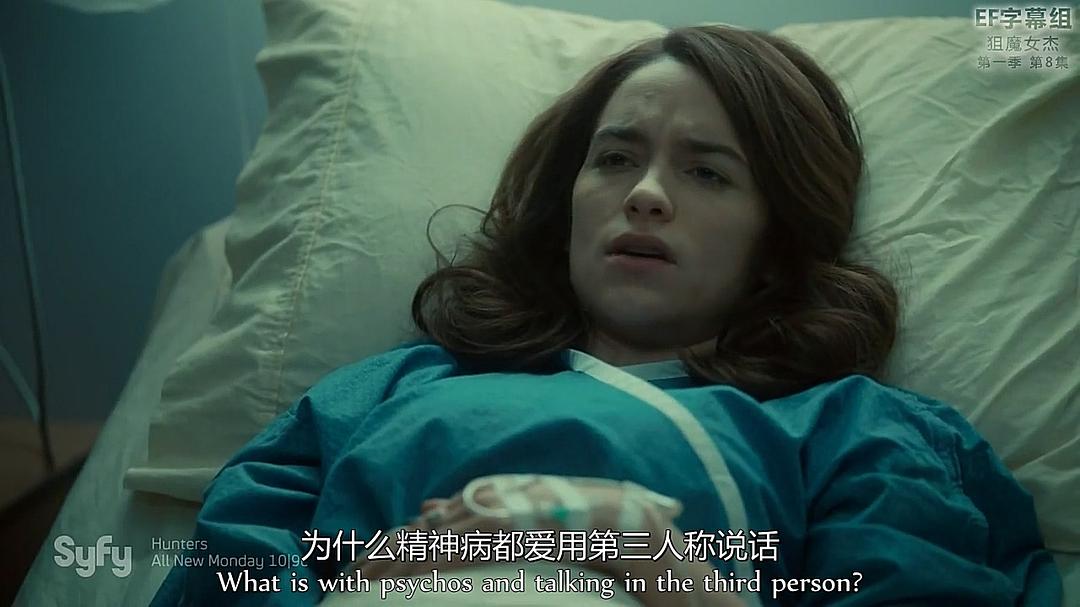 EF字幕组
狙魔女杰
第一季 第8集
为什么精神病都爱用第三人称说话
Syfy
Hunters
All New Monday 10|9c
What is with psychos and talking in the third person?